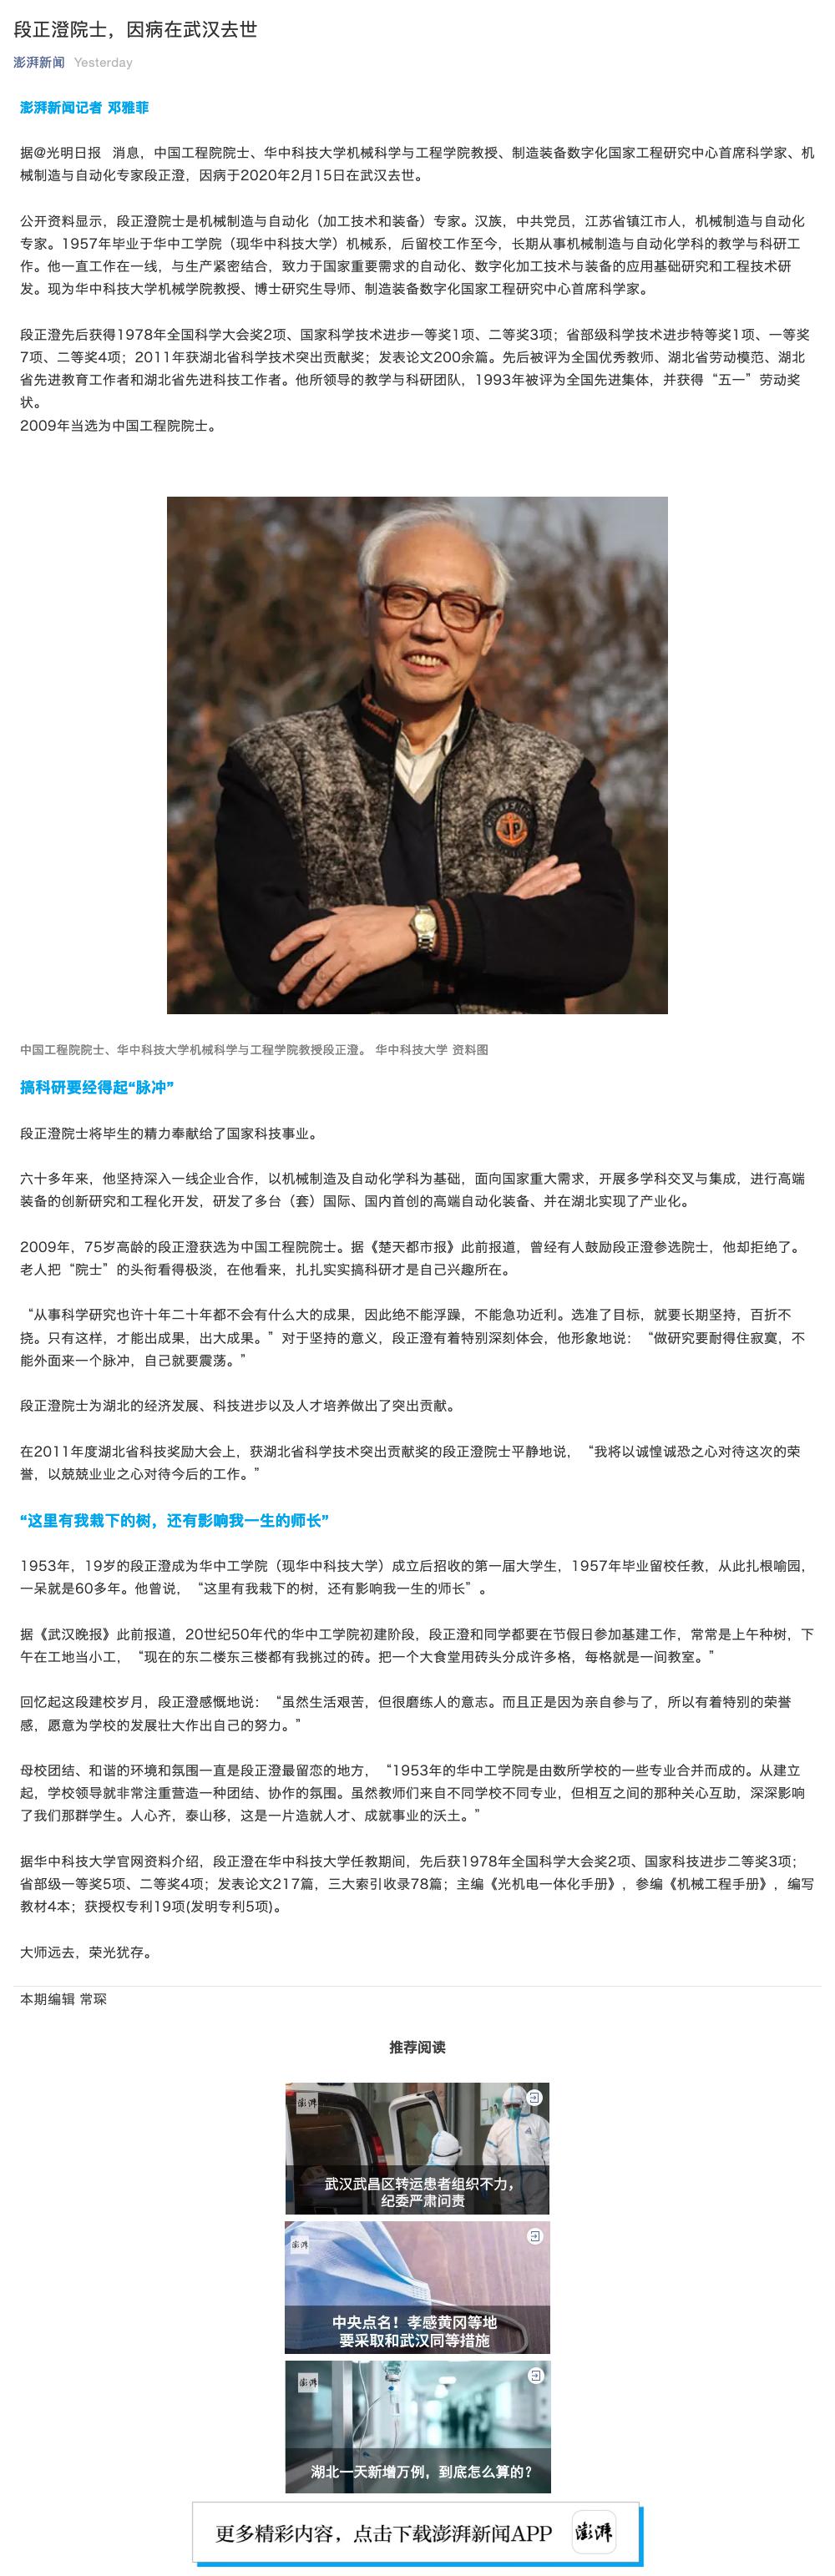 段正澄院士，因病在武汉去世
澎湃新闻 Yesterday
澎湃新闻记者 邓雅菲
据@光明日报 消息，中国工程院院士、华中科技大学机械科学与工程学院教授、制造装备数字化国家工程研究中心首席科学家、机
械制造与自动化专家段正澄，因病于2020年2月15日在武汉去世。
公开资料显示，段正澄院士是机械制造与自动化（加工技术和装备）专家。汉族，中共党员，江苏省镇江市人，机械制造与自动化
专家。1957年毕业于华中工学院（现华中科技大学）机械系，后留校工作至今，长期从事机械制造与自动化学科的教学与科研工
作。他一直工作在一线，与生产紧密结合，致力于国家重要需求的自动化、数字化加工技术与装备的应用基础研究和工程技术研
发。现为华中科技大学机械学院教授、博士研究生导师、制造装备数字化国家工程研究中心首席科学家。
段正澄先后获得1978年全国科学大会奖2项、国家科学技术进步一等奖1项、二等奖3项；省部级科学技术进步特等奖1项、一等奖
7项、二等奖4项；2011年获湖北省科学技术突出贡献奖；发表论文200余篇。先后被评为全国优秀教师、湖北省劳动模范、湖北
省先进教育工作者和湖北省先进科技工作者。他所领导的教学与科研团队，1993年被评为全国先进集体，并获得“五一”劳动奖
状。
2009年当选为中国工程院院士。
JP
中国工程院院士、华中科技大学机械科学与工程学院教授段正澄。 华中科技大学 资料图
搞科研要经得起“脉冲”
段正澄院士将毕生的精力奉献给了国家科技事业。
六十多年来，他坚持深入一线企业合作，以机械制造及自动化学科为基础，面向国家重大需求，开展多学科交叉与集成，进行高端
装备的创新研究和工程化开发，研发了多台（套）国际、国内首创的高端自动化装备、并在湖北实现了产业化。
2009年，75岁高龄的段正澄获选为中国工程院院士。据《楚天都市报》此前报道，曾经有人鼓励段正澄参选院士，他却拒绝了。
老人把“院士”的头衔看得极淡，在他看来，扎扎实实搞科研才是自己兴趣所在。
“从事科学研究也许十年二十年都不会有什么大的成果，因此绝不能浮躁，不能急功近利。选准了目标，就要长期坚持，百折不
挠。只有这样，才能出成果，出大成果。”对于坚持的意义，段正澄有着特别深刻体会，他形象地说：“做研究要耐得住寂寞，不
能外面来一个脉冲，自己就要震荡。”
段正澄院士为湖北的经济发展、科技进步以及人才培养做出了突出贡献。
在2011年度湖北省科技奖励大会上，获湖北省科学技术突出贡献奖的段正澄院士平静地说，“我将以诚惶诚恐之心对待这次的荣
誉，以兢兢业业之心对待今后的工作。”
“这里有我栽下的树，还有影响我一生的师长”
1953年，19岁的段正澄成为华中工学院（现华中科技大学）成立后招收的第一届大学生，1957年毕业留校任教，从此扎根喻园，
一呆就是60多年。他曾说，“这里有我栽下的树，还有影响我一生的师长”。
据《武汉晚报》此前报道，20世纪50年代的华中工学院初建阶段，段正澄和同学都要在节假日参加基建工作，常常是上午种树，下
午在工地当小工，“现在的东二楼东三楼都有我挑过的砖。把一个大食堂用砖头分成许多格，每格就是一间教室。”
回忆起这段建校岁月，段正澄感慨地说：“虽然生活艰苦，但很磨练人的意志。而且正是因为亲自参与了，所以有着特别的荣誉
感，愿意为学校的发展壮大作出自己的努力。”
母校团结、和谐的环境和氛围一直是段正澄最留恋的地方，“1953年的华中工学院是由数所学校的一些专业合并而成的。从建立
起，学校领导就非常注重营造一种团结、协作的氛围。虽然教师们来自不同学校不同专业，但相互之间的那种关心互助，深深影响
了我们那群学生。人心齐，泰山移，这是一片造就人才、成就事业的沃土。”
据华中科技大学官网资料介绍，段正澄在华中科技大学任教期间，先后获1978年全国科学大会奖2项、国家科技进步二等奖3项；
省部级一等奖5项、二等奖4项；发表论文217篇，三大索引收录78篇；主编《光机电一体化手册》，参编《机械工程手册》，编写
教材4本；获授权专利19项(发明专利5项)。
大师远去，荣光犹存。
本期编辑 常琛
推荐阅读
澎湃
武汉武昌区转运患者组织不力，
纪委严肃问责
澎湃
中央点名！孝感黄冈等地
要采取和武汉同等措施
澎湃
湖北一天新增万例，到底怎么算的？
更多精彩内容，点击下载澎湃新闻APP 澎湃